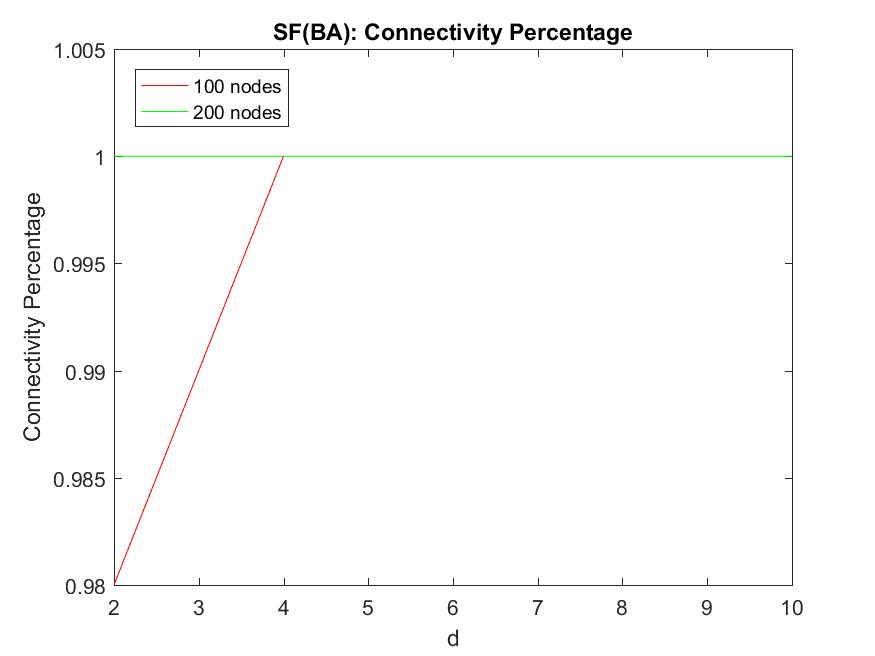 SF(BA): Connectivity Percentage
1.005
100 nodes
200 nodes
1
0.995
0.99
0.985
0.98
Connectivity Percentage
2 3 4 5 6 7 8 9 10
d